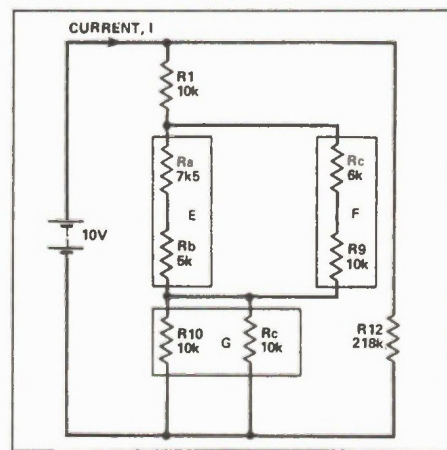 CURRENT, I
R1
10k
Ra
7k5
E
Rb
5k
Rc
6k
F
R9
10k
10V
R10
10k
G
Rc
10k
R12
218k